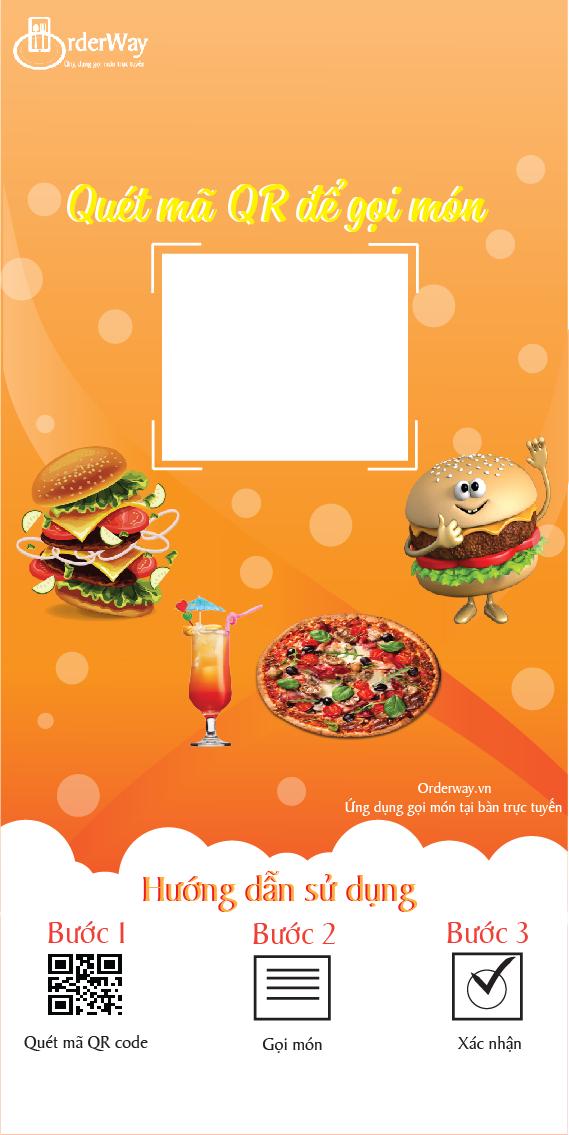 OrderWay
Ứng dụng gọi món trực tuyến
Quét mã QR để gọi món
Orderway.vn
Ứng dụng gọi món tại bàn trực tuyến
Hướng dẫn sử dụng
Bước 1
Bước 2
Bước 3
Quét mã QR code
Gọi món
Xác nhận